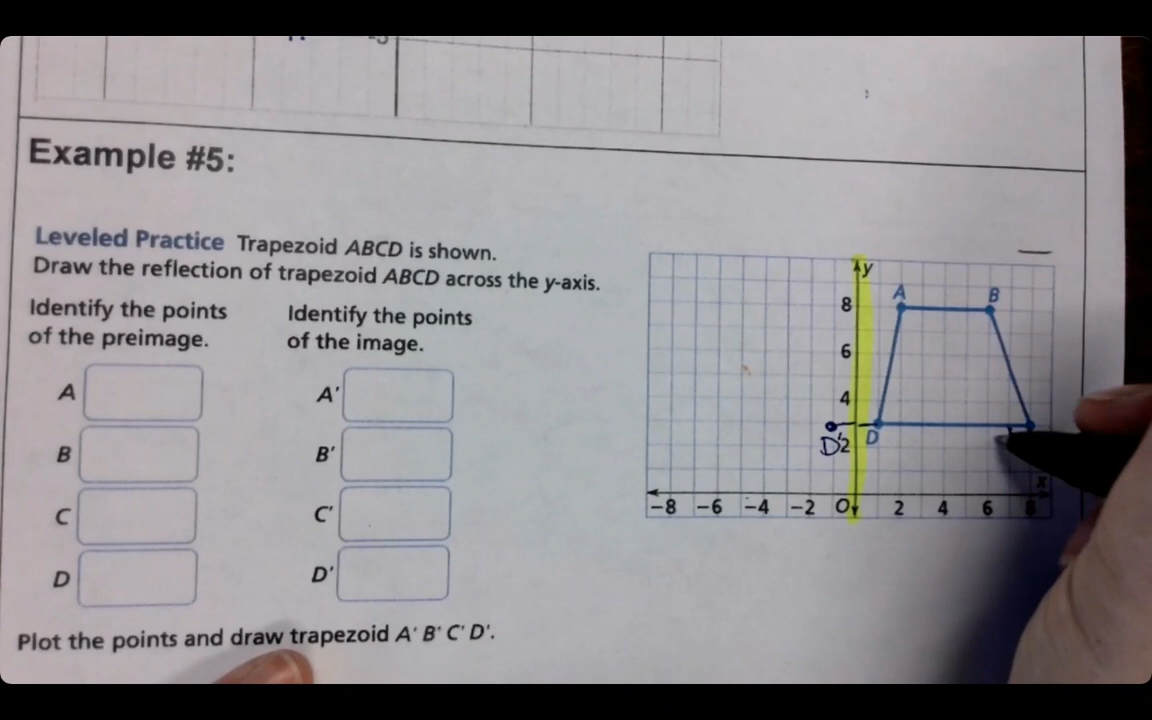 Example #5:
Leveled Practice Trapezoid ABCD is shown.
Draw the reflection of trapezoid ABCD across the y-axis.
Identify the points
of the preimage.
Identify the points
of the image.
A
A'
B
B'
C
C'
D
D'
Plot the points and draw trapezoid A' B' C' D'.
y
A
B
8
6
4
D'
2
D
x
-8 -6 -4 -2 O 2 4 6 8